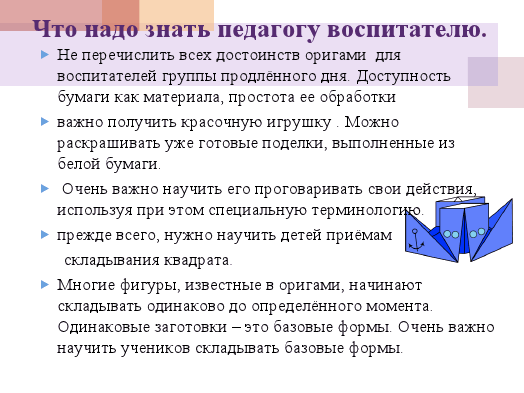 Что надо знать педагогу воспитателю.
Не перечислить всех достоинств оригами для
воспитателей группы продлённого дня. Доступность
бумаги как материала, простота ее обработки
важно получить красочную игрушку . Можно
раскрашивать уже готовые поделки, выполненные из
белой бумаги.
Очень важно научить его проговаривать свои действия,
используя при этом специальную терминологию.
прежде всего, нужно научить детей приёмам
складывания квадрата.
Многие фигуры, известные в оригами, начинают
складывать одинаково до определённого момента.
Одинаковые заготовки – это базовые формы. Очень важно
научить учеников складывать базовые формы.